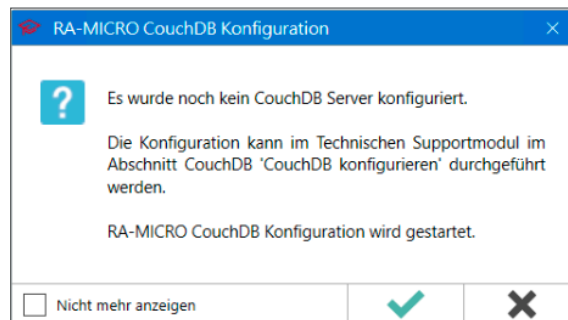 RA-MICRO CouchDB Konfiguration
Es wurde noch kein CouchDB Server konfiguriert.
Die Konfiguration kann im Technischen Supportmodul im
Abschnitt CouchDB 'CouchDB konfigurieren' durchgeführt
werden.
RA-MICRO CouchDB Konfiguration wird gestartet.
Nicht mehr anzeigen